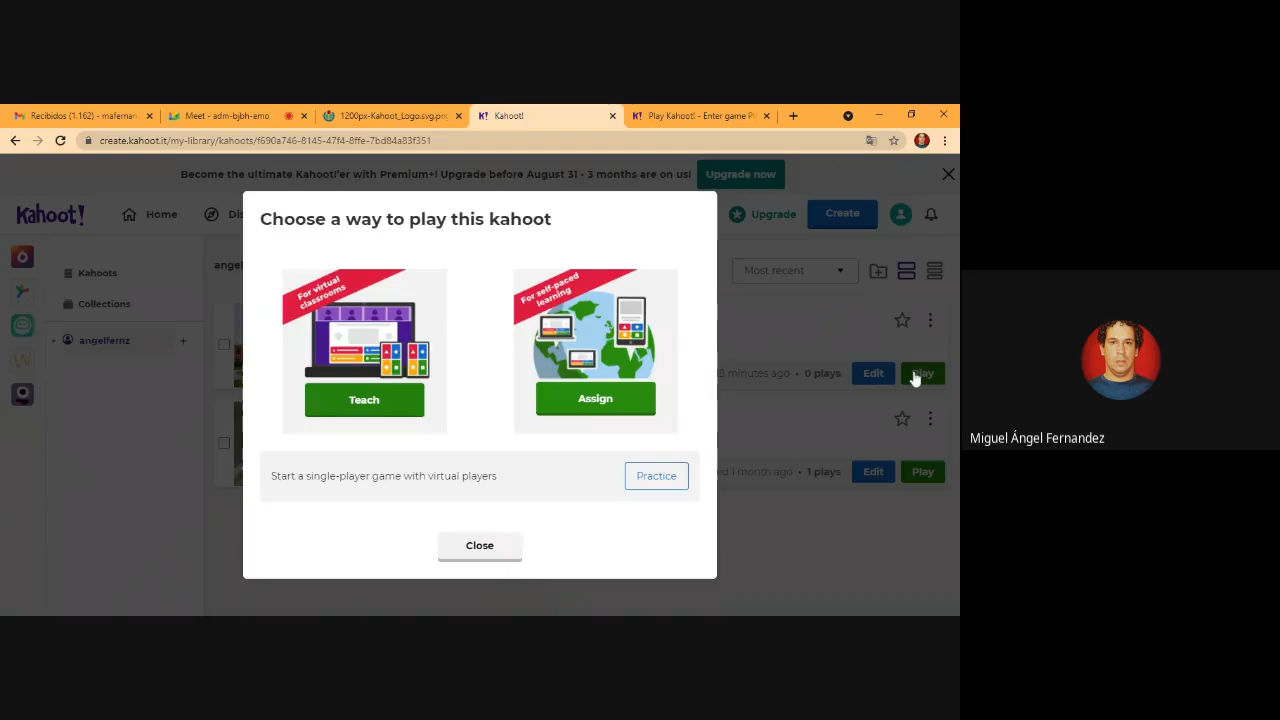 Recibidos (1.162) - mafernan
Meet - adm-bjbh-emo
1200px-Kahoot_Logo.svg.pn
Kahoot!
Play Kahoot! - Enter game P
create.kahoot.it/my-library/kahoots/f690a746-8145-47f4-8ffe-7bd84a83f351
Become the ultimate Kahoot!'er with Premium+! Upgrade before August 31 - 3 months are on us!
Upgrade now
Kahoot!
Home
Dis
Upgrade
Create
Choose a way to play this kahoot
Kahoots
Collections
angelfernz
angel
Most recent
For virtual
classrooms
Teach
For self-paced
learning
Assign
18 minutes ago • 0 plays
Edit
Play
Start a single-player game with virtual players
Practice
d 1 month ago • 1 plays
Edit
Play
Close
Miguel Ángel Fernandez